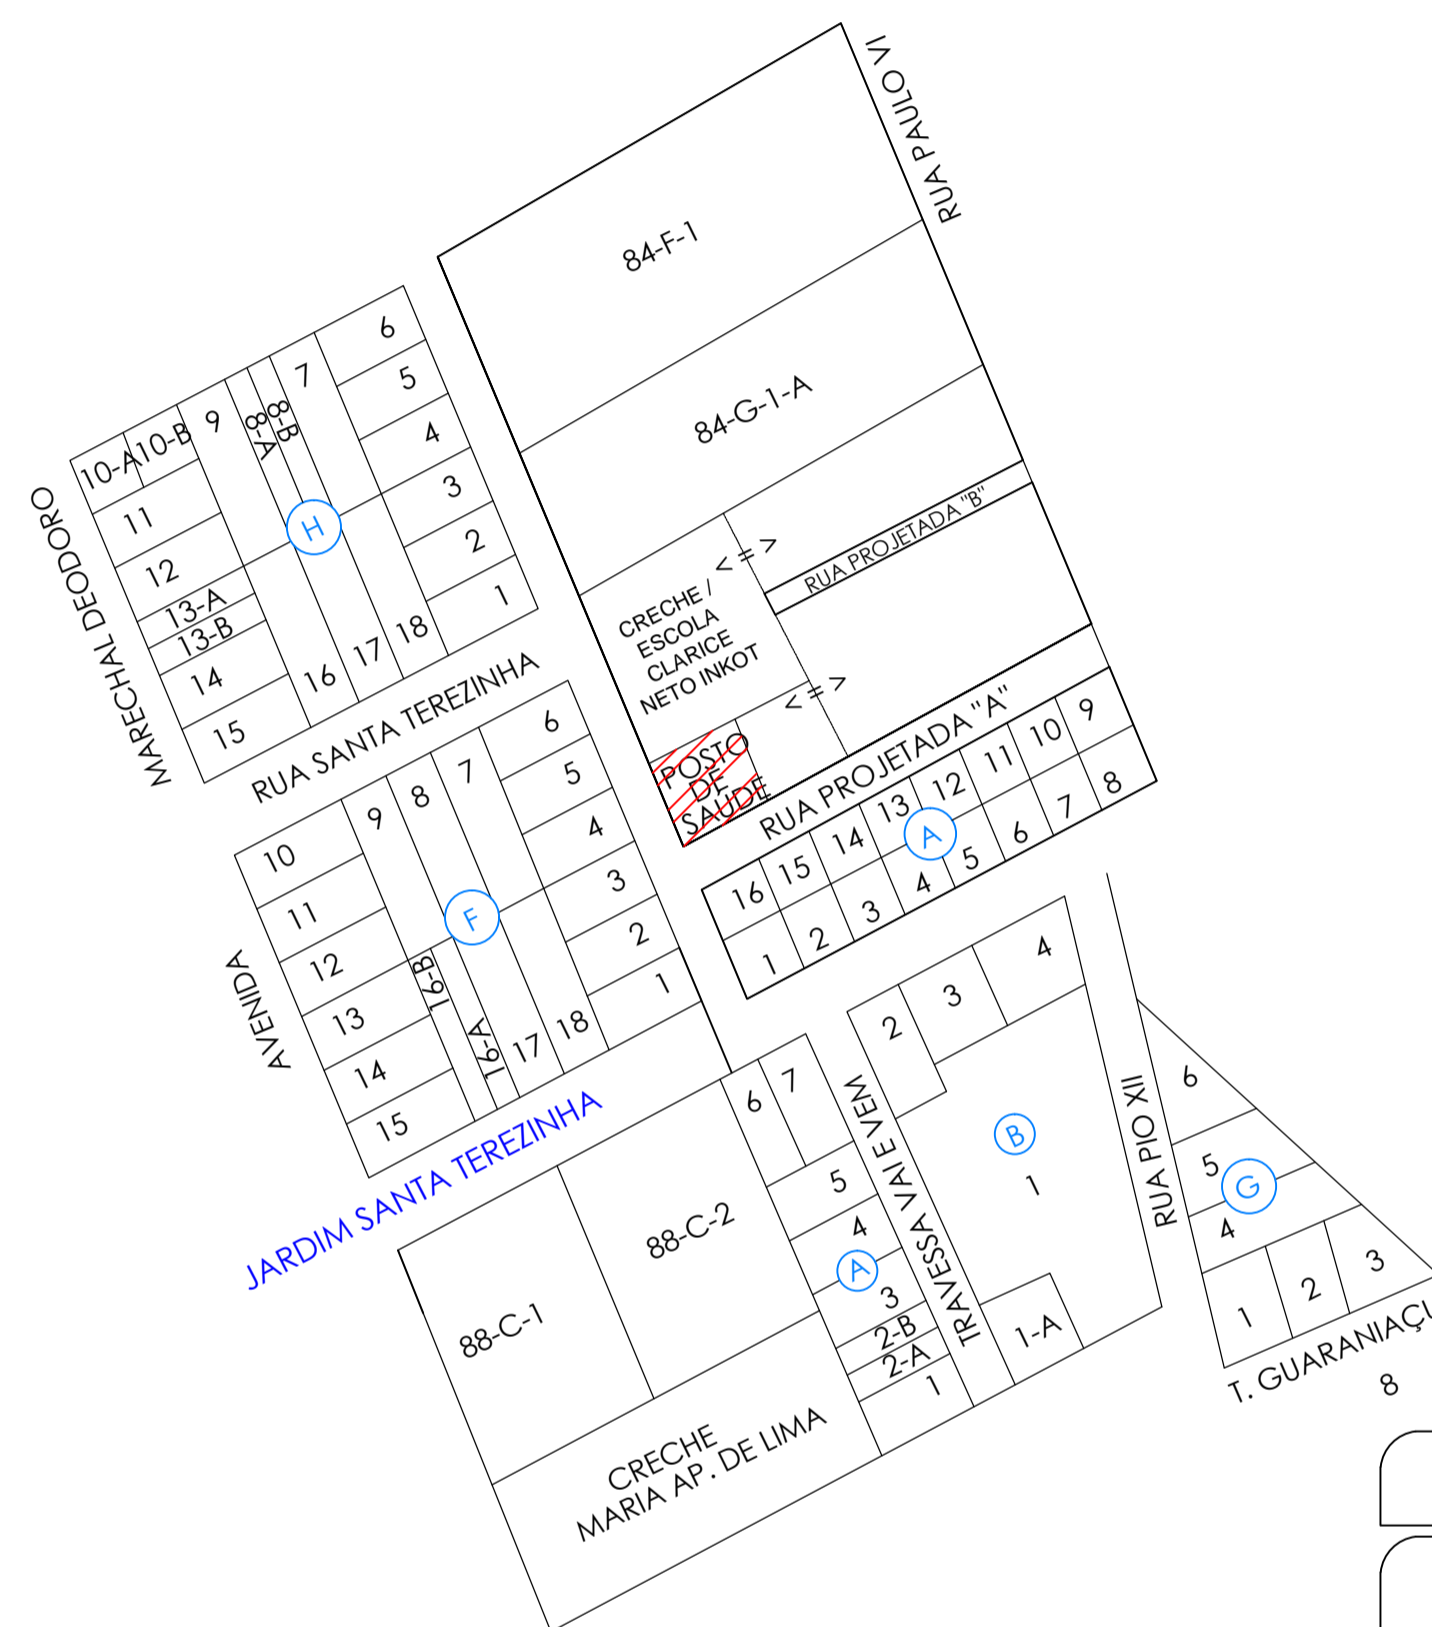 RUA PAULO VI
84-F-1
84-G-1-A
6
5
4
3
2
1
7
8-B
8-A
9
10-B
10-A
11
12
13-A
13-B
14
15
16
17
18
H
MARECHAL DEODORO
RUA SANTA TEREZINHA
< = >
RUA PROJETADA "B"
CRECHE /
ESCOLA
CLARICE
NETO INKOT
< = >
POSTO
DE
SAUDE
RUA PROJETADA "A"
9
10
11
12
13
14
15
16
A
1
2
3
4
5
6
7
8
6
5
4
3
2
1
7
8
9
10
11
12
13
14
15
16-B
16-A
17
18
F
AVENIDA
JARDIM SANTA TEREZINHA
88-C-1
88-C-2
6
7
5
4
A
3
2-B
2-A
1
TRAVESSA VAI E VEM
2
3
4
B
1
1-A
RUA PIO XII
6
5
G
4
1
2
3
T. GUARANIAÇU
8
CRECHE
MARIA AP. DE LIMA